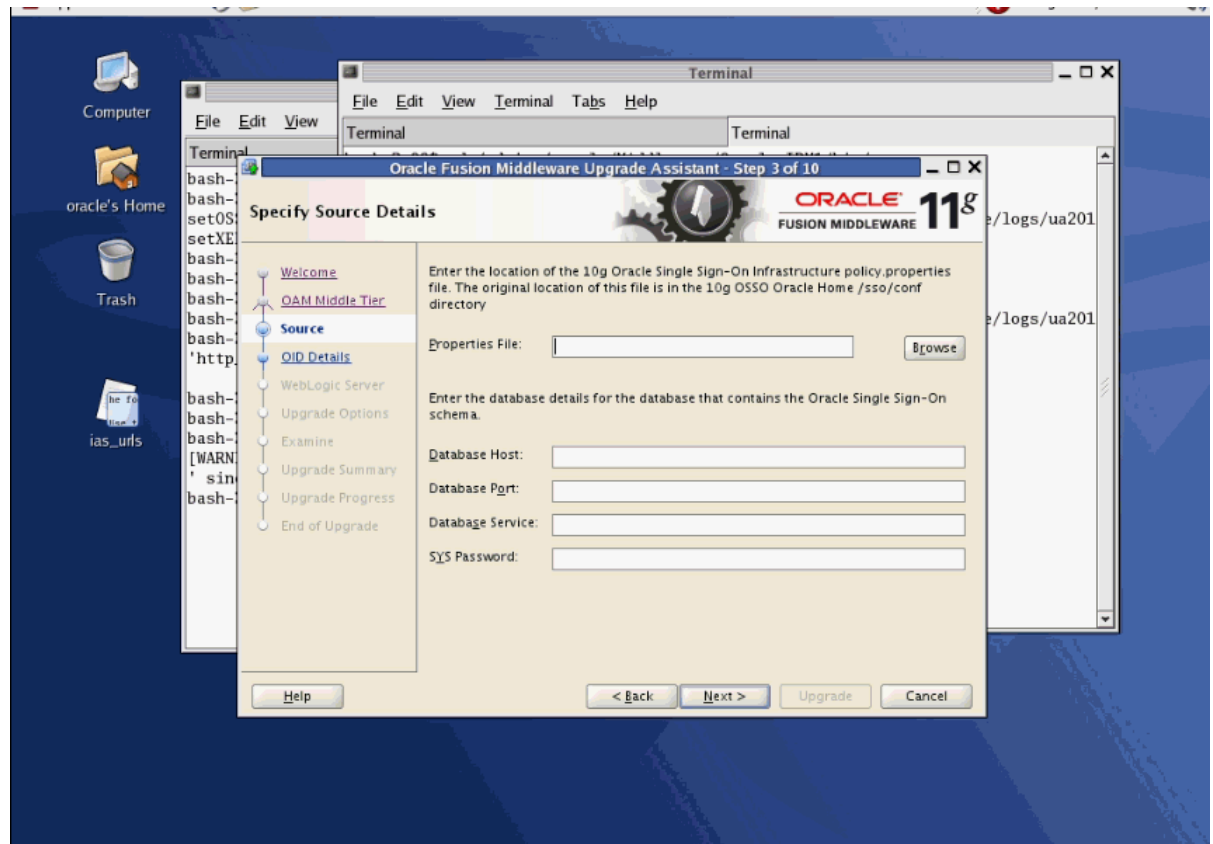 Computer
oracle's Home
Trash
ias_urls
Terminal
File Edit View Terminal Tabs Help
Terminal Terminal
File Edit View
Terminal
bash-
bash-
setOS
setXE
bash-
bash-
bash-
bash-
bash-
'http.
bash-
bash-
bash-
[WARN
' sin
bash-
e/logs/ua201
e/logs/ua201
Oracle Fusion Middleware Upgrade Assistant - Step 3 of 10
Specify Source Details
ORACLE
FUSION MIDDLEWARE 11g
Welcome
OAM Middle Tier
Source
OID Details
WebLogic Server
Upgrade Options
Examine
Upgrade Summary
Upgrade Progress
End of Upgrade
Enter the location of the 10g Oracle Single Sign-On Infrastructure policy.properties
file. The original location of this file is in the 10g OSSO Oracle Home /sso/conf
directory
Properties File:
Browse
Enter the database details for the database that contains the Oracle Single Sign-On
schema.
Database Host:
Database Port:
Database Service:
SYS Password:
Help < Back Next > Upgrade Cancel